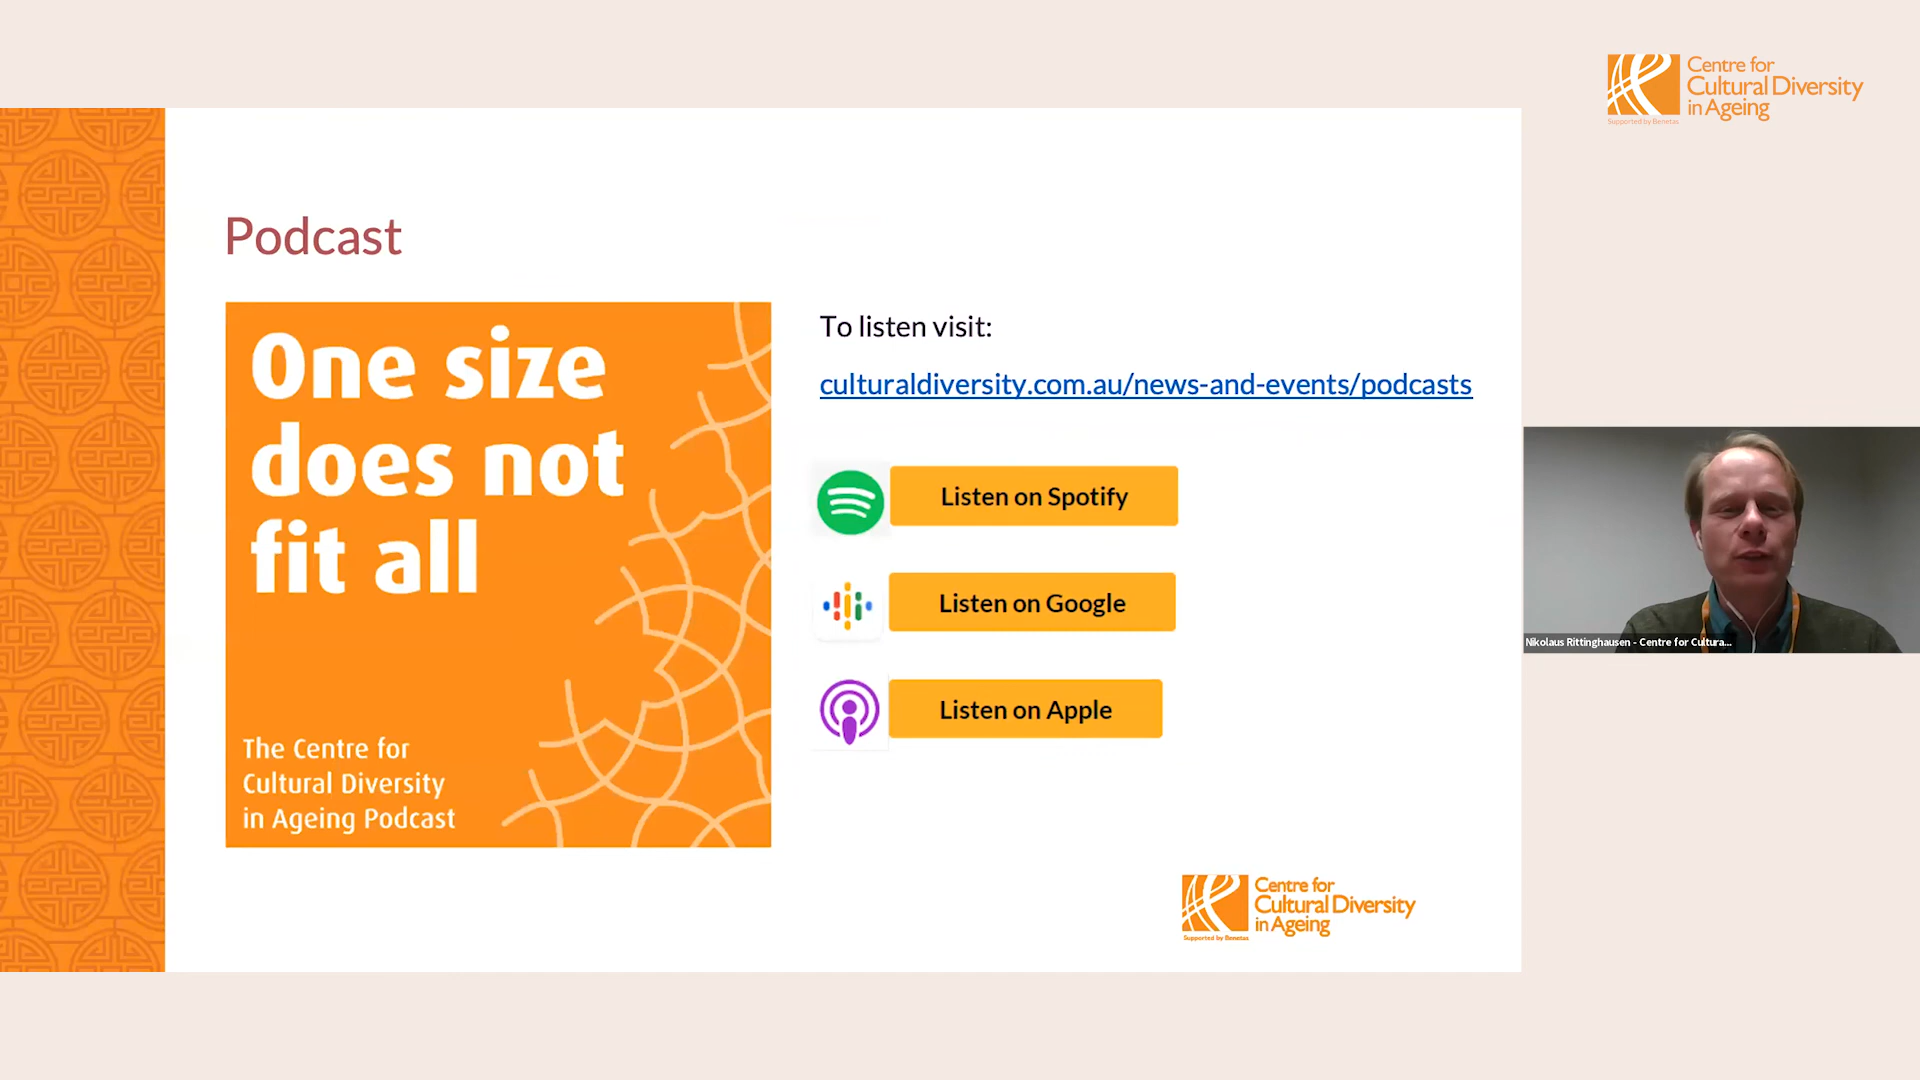 Centre for
Cultural Diversity
in Ageing
Supported by Benetas
Podcast
One size
does not
fit all
The Centre for
Cultural Diversity
in Ageing Podcast
To listen visit:
culturaldiversity.com.au/news-and-events/podcasts
Listen on Spotify
Listen on Google
Listen on Apple
Nikolaus Rittinghausen - Centre for Cultura...
Centre for
Cultural Diversity
in Ageing
Supported by Benetas